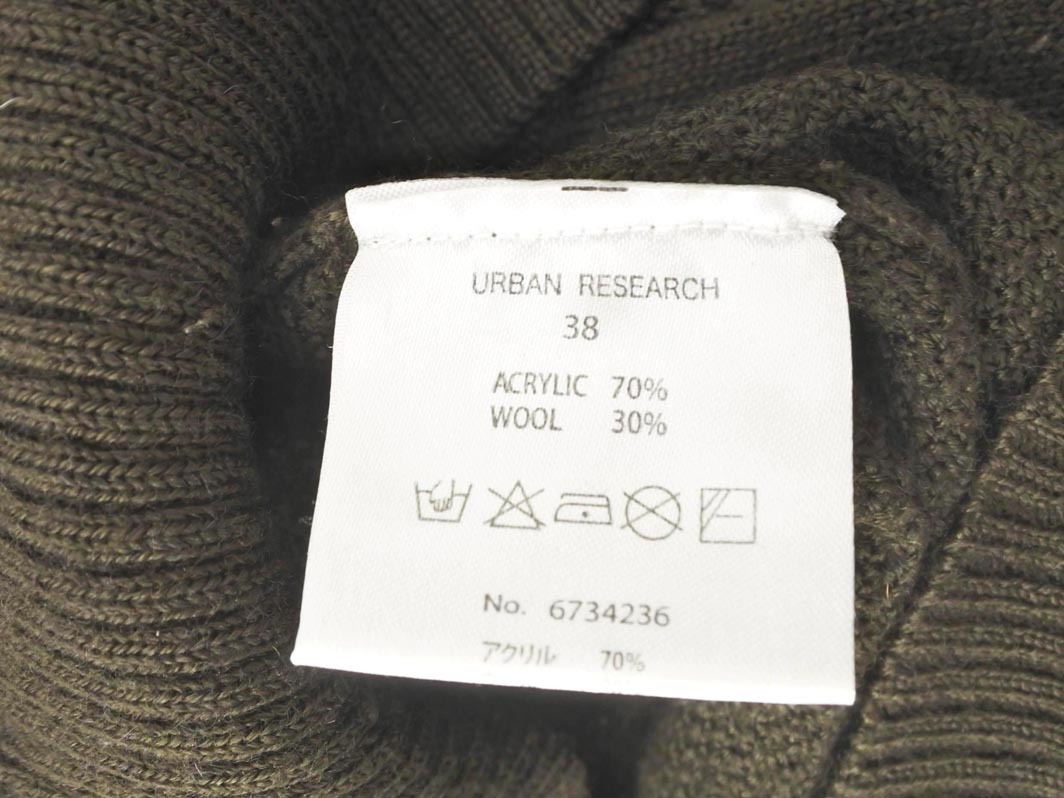 URBAN RESEARCH
38
ACRYLIC 70%
WOOL 30%
No. 6734236
アクリル 70%